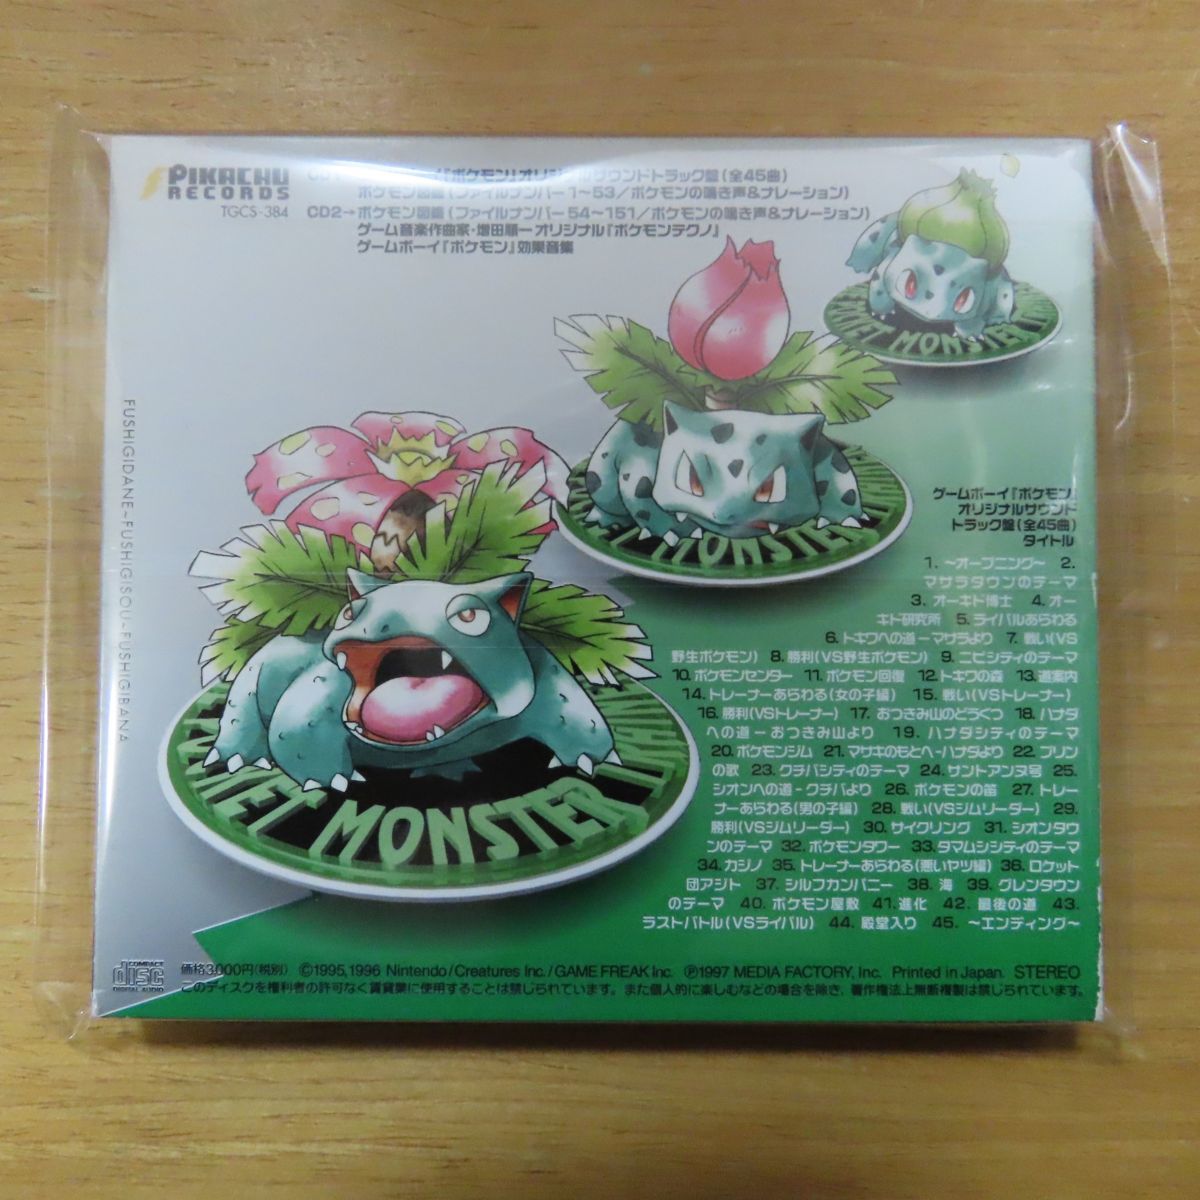 PIKACHU
RECORDS
TGCS-384
『ポケモン』オリジナルサウンドトラック盤(全45曲)
ポケモン図鑑(ファイルナンバー1〜53/ポケモンの鳴き声&ナレーション)
CD2→ポケモン図鑑(ファイルナンバー54〜151/ポケモンの鳴き声&ナレーション)
ゲーム音楽作曲家・増田順一オリジナル『ポケモンテクノ』
ゲームボーイ『ポケモン』効果音集
MONSTER
MONSTER
MONSTER
FUSHIGIDANE~FUSHIGISOU~FUSHIGIBANA
ゲームボーイ『ポケモン』
オリジナルサウンド
トラック盤(全45曲)
タイトル
1. 〜オープニング〜 2.
マサラタウンのテーマ
3. オーキド博士 4. オー
キド研究所 5. ライバルあらわる
6. トキワへの道−マサラより 7. 戦い(VS
野生ポケモン) 8. 勝利(VS野生ポケモン) 9. ニビシティのテーマ
10. ポケモンセンター 11. ポケモン回復 12. トキワの森 13. 道案内
14. トレーナーあらわる(女の子編) 15. 戦い(VSトレーナー)
16. 勝利(VSトレーナー) 17. おつきみ山のどうくつ 18. ハナダ
への道−おつきみ山より 19. ハナダシティのテーマ
20. ポケモンジム 21. マサキのもとへ−ハナダより 22. プリン
の歌 23. クチバシティのテーマ 24. サントアンヌ号 25.
シオンへの道−クチバより 26. ポケモンの笛 27. トレー
ナーあらわる(男の子編) 28. 戦い(VSジムリーダー) 29.
勝利(VSジムリーダー) 30. サイクリング 31. シオンタウ
ンのテーマ 32. ポケモンタワー 33. タマムシシティのテーマ
34. カジノ 35. トレーナーあらわる(悪いヤツ編) 36. ロケット
団アジト 37. シルフカンパニー 38. 海 39. グレンタウン
のテーマ 40. ポケモン屋敷 41. 進化 42. 最後の道 43.
ラストバトル(VSライバル) 44. 殿堂入り 45. 〜エンディング〜
COMPACT
disc
DIGITAL AUDIO
価格3,000円(税別) ©1995,1996 Nintendo/Creatures Inc./GAME FREAK Inc. ℗1997 MEDIA FACTORY, Inc. Printed in Japan. STEREO
このディスクを権利者の許可なく賃貸業に使用することは禁じられています。また個人的に楽しむなどの場合を除き、著作権法上無断複製は禁じられています。